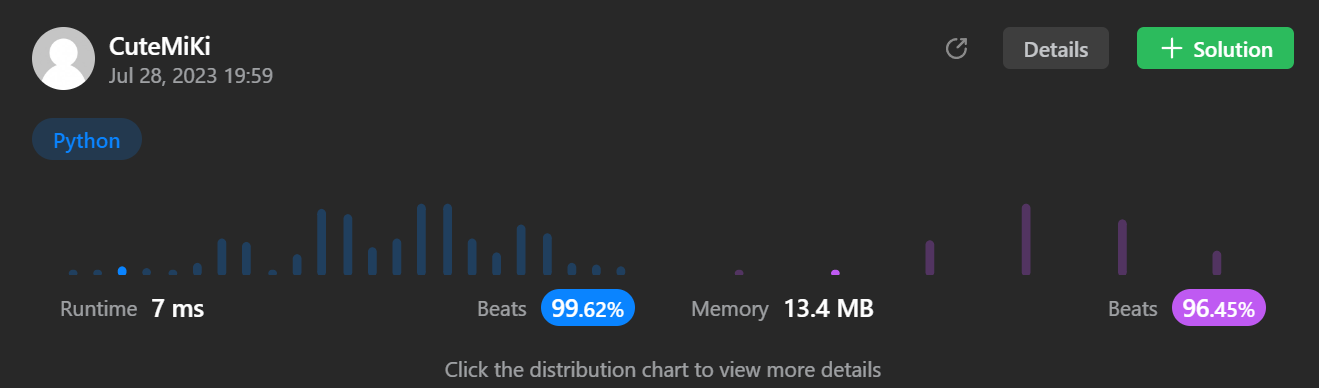 CuteMiKi
Jul 28, 2023 19:59
Details
Solution
Python
Runtime 7 ms Beats 99.62%
Memory 13.4 MB Beats 96.45%
Click the distribution chart to view more details